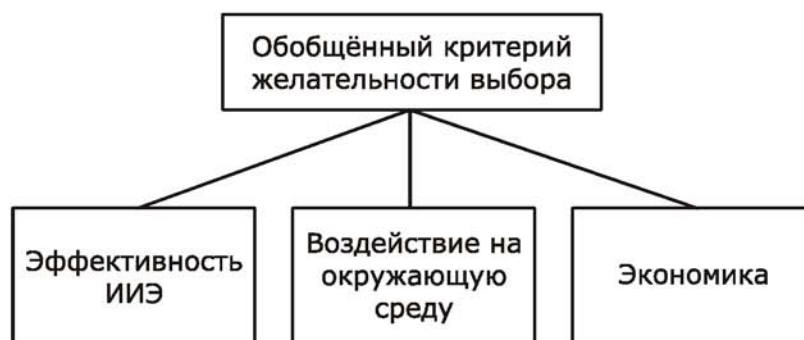 Обобщённый критерий
желательности выбора
Эффективность
ИИЭ
Воздействие на
окружающую
среду
Экономика